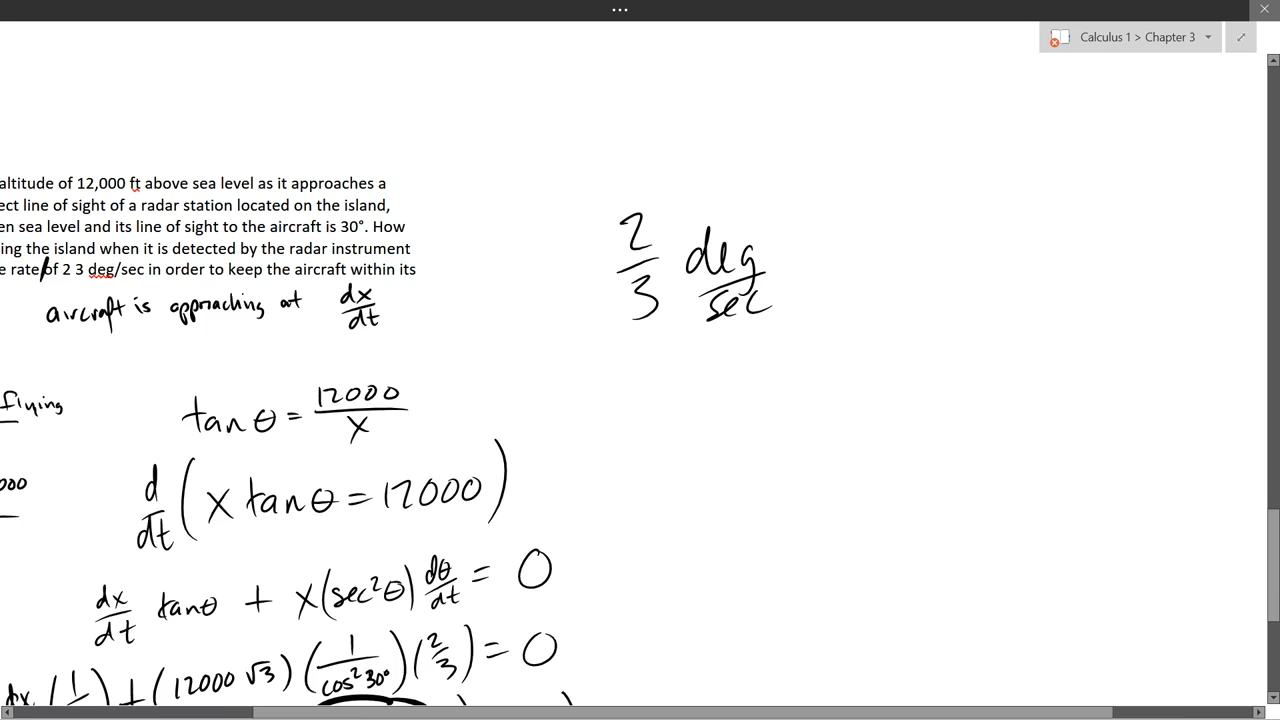 Calculus 1 > Chapter 3
altitude of 12,000 ft above sea level as it approaches a
ect line of sight of a radar station located on the island,
en sea level and its line of sight to the aircraft is 30°. How
ing the island when it is detected by the radar instrument
e rate of 2 3 deg/sec in order to keep the aircraft within its
2/3 deg/sec
aircraft is approaching at dx/dt
flying
tan θ = 12000/x
000
d/dt (x tan θ = 12000)
dx/dt tan θ + x(sec²θ) dθ/dt = 0
dx (1 + (12000 √3) (1/cos² 30°) (2/3) = 0